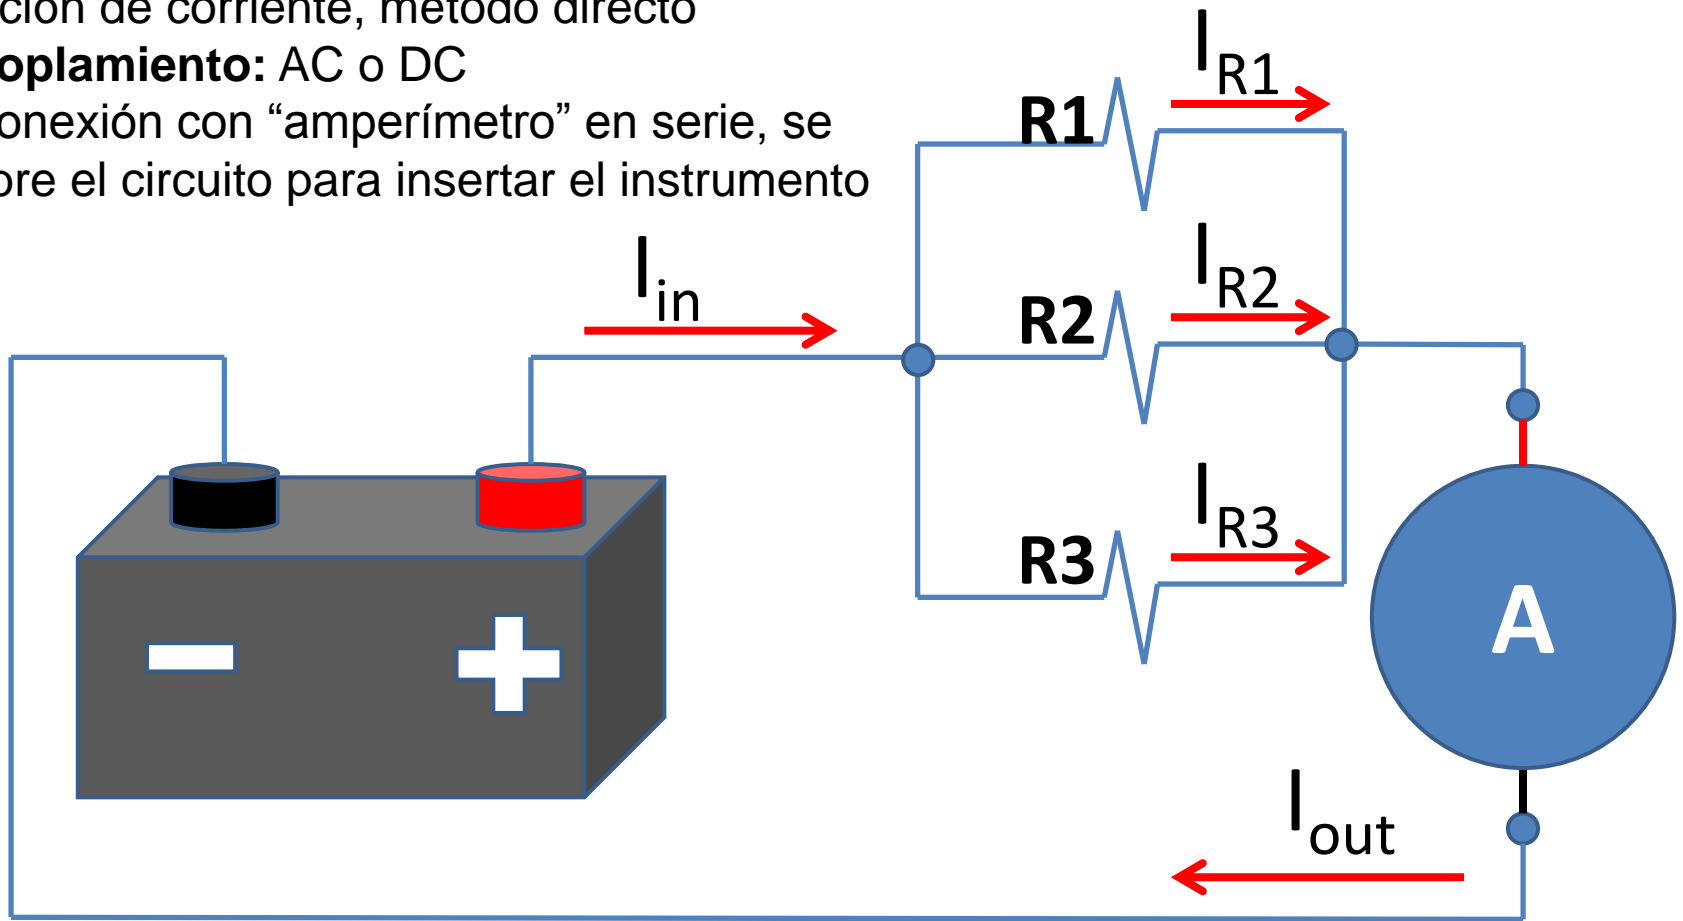 ción de corriente, método directo
oplamiento: AC o DC
onexión con “amperímetro” en serie, se
re el circuito para insertar el instrumento
I_R1
R1
I_in
I_R2
R2
I_R3
R3
A
I_out